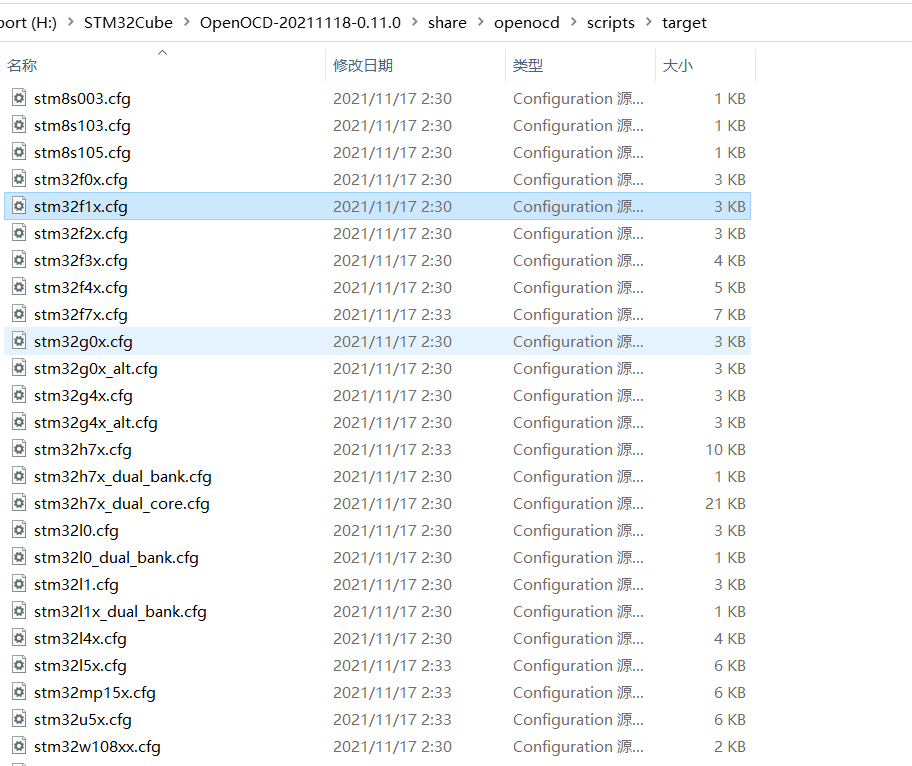 port (H:) › STM32Cube › OpenOCD-20211118-0.11.0 › share › openocd › scripts › target
名称 修改日期 类型 大小
stm8s003.cfg 2021/11/17 2:30 Configuration 源... 1 KB
stm8s103.cfg 2021/11/17 2:30 Configuration 源... 1 KB
stm8s105.cfg 2021/11/17 2:30 Configuration 源... 1 KB
stm32f0x.cfg 2021/11/17 2:30 Configuration 源... 3 KB
stm32f1x.cfg 2021/11/17 2:30 Configuration 源... 3 KB
stm32f2x.cfg 2021/11/17 2:30 Configuration 源... 3 KB
stm32f3x.cfg 2021/11/17 2:30 Configuration 源... 4 KB
stm32f4x.cfg 2021/11/17 2:30 Configuration 源... 5 KB
stm32f7x.cfg 2021/11/17 2:33 Configuration 源... 7 KB
stm32g0x.cfg 2021/11/17 2:30 Configuration 源... 3 KB
stm32g0x_alt.cfg 2021/11/17 2:30 Configuration 源... 3 KB
stm32g4x.cfg 2021/11/17 2:30 Configuration 源... 3 KB
stm32g4x_alt.cfg 2021/11/17 2:30 Configuration 源... 3 KB
stm32h7x.cfg 2021/11/17 2:33 Configuration 源... 10 KB
stm32h7x_dual_bank.cfg 2021/11/17 2:30 Configuration 源... 1 KB
stm32h7x_dual_core.cfg 2021/11/17 2:30 Configuration 源... 21 KB
stm32l0.cfg 2021/11/17 2:30 Configuration 源... 3 KB
stm32l0_dual_bank.cfg 2021/11/17 2:30 Configuration 源... 1 KB
stm32l1.cfg 2021/11/17 2:30 Configuration 源... 3 KB
stm32l1x_dual_bank.cfg 2021/11/17 2:30 Configuration 源... 1 KB
stm32l4x.cfg 2021/11/17 2:30 Configuration 源... 4 KB
stm32l5x.cfg 2021/11/17 2:33 Configuration 源... 6 KB
stm32mp15x.cfg 2021/11/17 2:33 Configuration 源... 6 KB
stm32u5x.cfg 2021/11/17 2:33 Configuration 源... 6 KB
stm32w108xx.cfg 2021/11/17 2:30 Configuration 源... 2 KB